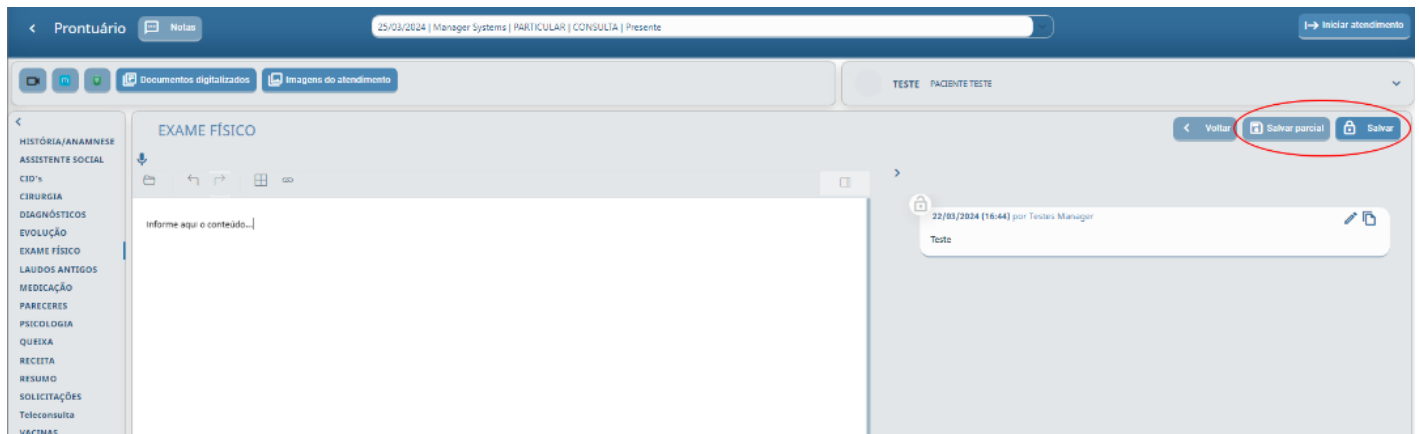 Prontuário
Notas
25/03/2024 | Manager Systems | PARTICULAR | CONSULTA | Presente
Iniciar atendimento
Documentos digitalizados
Imagens do atendimento
TESTE PACIENTE TESTE
HISTÓRIA/ANAMNESE
ASSISTENTE SOCIAL
CID's
CIRURGIA
DIAGNÓSTICOS
EVOLUÇÃO
EXAME FÍSICO
LAUDOS ANTIGOS
MEDICAÇÃO
PARECERES
PSICOLOGIA
QUEIXA
RECEITA
RESUMO
SOLICITAÇÕES
Teleconsulta
VACINAS
EXAME FÍSICO
Voltar
Salvar parcial
Salvar
Informe aqui o conteúdo...
22/03/2024 [16:44] por Testes Manager
Teste